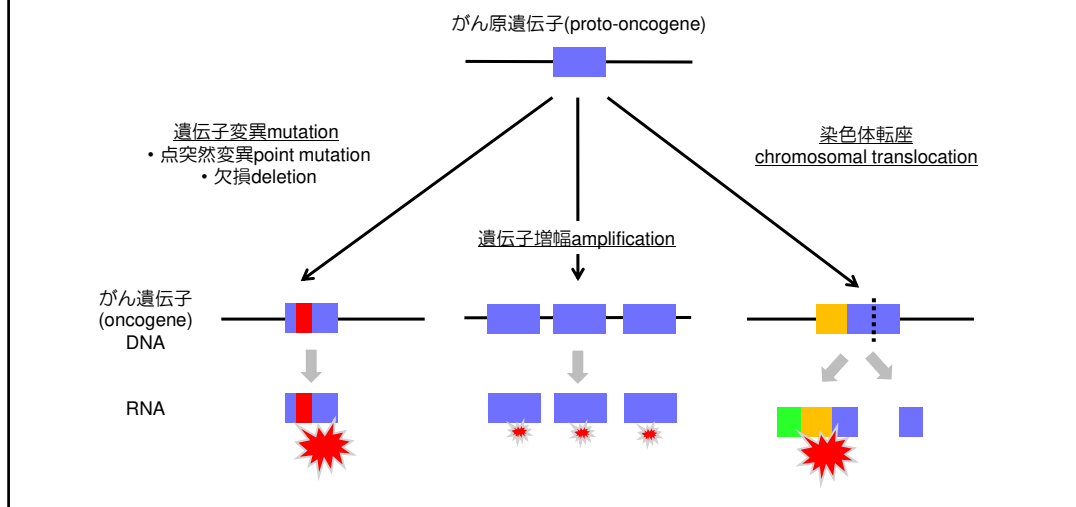 がん原遺伝子(proto-oncogene)
遺伝子変異mutation
・点突然変異point mutation
・欠損deletion
染色体転座
chromosomal translocation
遺伝子増幅amplification
がん遺伝子
(oncogene)
DNA
RNA